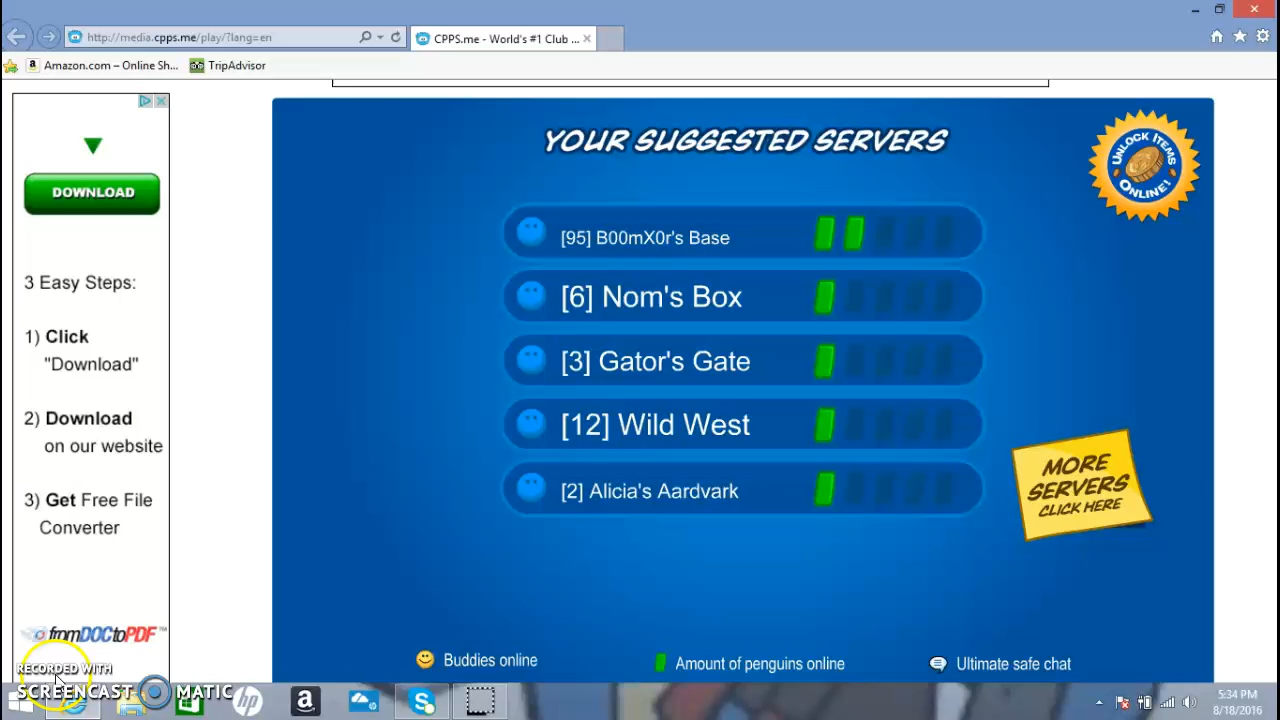 http://media.cpps.me/play/?lang=en
CPPS.me - World's #1 Club ...
Amazon.com – Online Sh...
TripAdvisor
DOWNLOAD
3 Easy Steps:
1) Click
"Download"
2) Download
on our website
3) Get Free File
Converter
fromDOCtoPDF
YOUR SUGGESTED SERVERS
UNLOCK ITEMS
ONLINE!
[95] B00mX0r's Base
[6] Nom's Box
[3] Gator's Gate
[12] Wild West
[2] Alicia's Aardvark
MORE
SERVERS
CLICK HERE
Buddies online
Amount of penguins online
Ultimate safe chat
RECORDED WITH
SCREENCAST MATIC
5:34 PM
8/18/2016